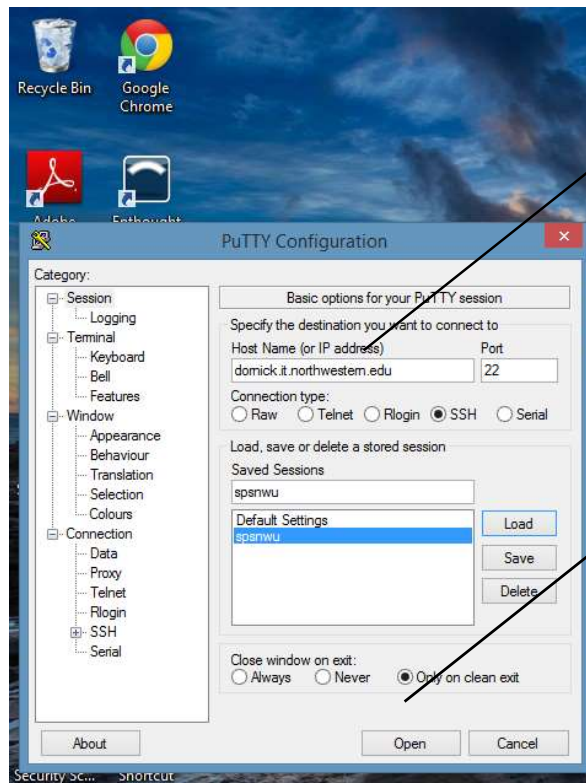 Recycle Bin
Google
Chrome
Adobe
Enthought
PuTTY Configuration
Category:
Session
Logging
Terminal
Keyboard
Bell
Features
Window
Appearance
Behaviour
Translation
Selection
Colours
Connection
Data
Proxy
Telnet
Rlogin
SSH
Serial
Basic options for your PuTTY session
Specify the destination you want to connect to
Host Name (or IP address) Port
dornick.it.northwestern.edu 22
Connection type:
Raw Telnet Rlogin SSH Serial
Load, save or delete a stored session
Saved Sessions
spsnwu
Default Settings
spsnwu
Load
Save
Delete
Close window on exit:
Always Never Only on clean exit
About Open Cancel
Security Sc... Shortcut